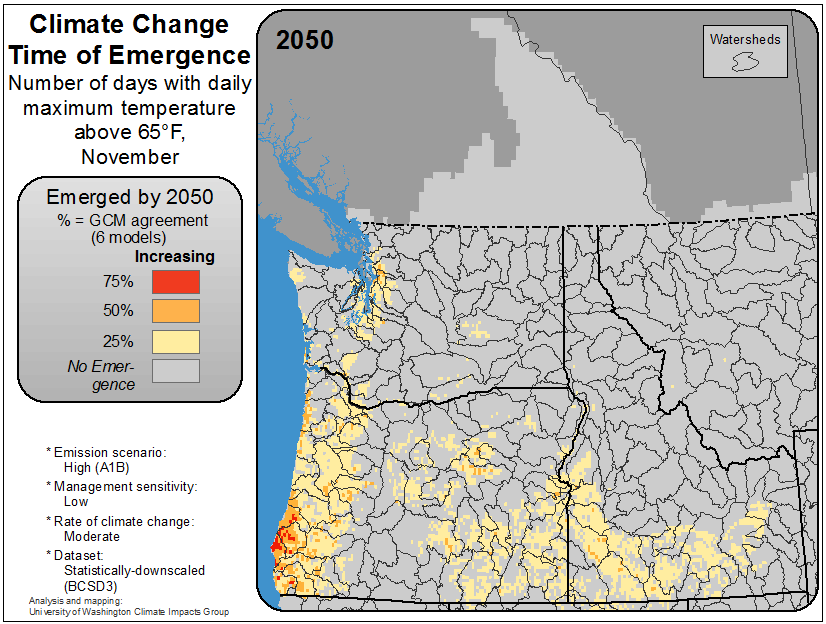 Climate Change
Time of Emergence
Number of days with daily
maximum temperature
above 65°F,
November
Emerged by 2050
% = GCM agreement
(6 models)
Increasing
75%
50%
25%
No Emer-
gence
* Emission scenario:
High (A1B)
* Management sensitivity:
Low
* Rate of climate change:
Moderate
* Dataset:
Statistically-downscaled
(BCSD3)
Analysis and mapping:
University of Washington Climate Impacts Group
2050
Watersheds